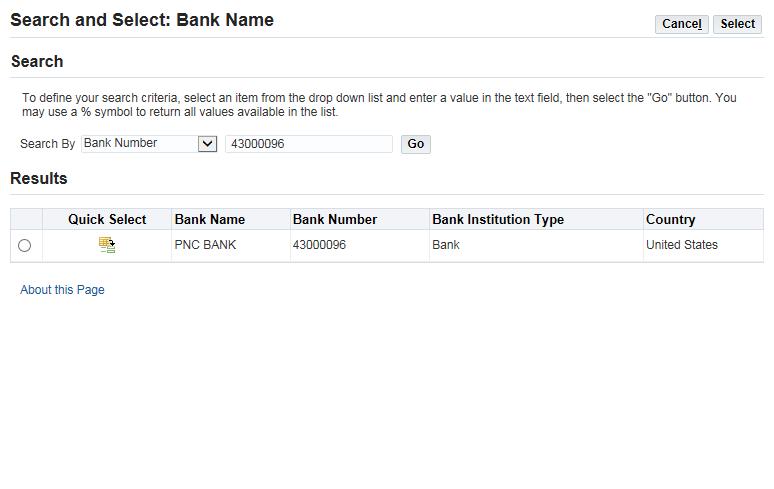 Search and Select: Bank Name
Cancel Select
Search
To define your search criteria, select an item from the drop down list and enter a value in the text field, then select the "Go" button. You
may use a % symbol to return all values available in the list.
Search By Bank Number 43000096 Go
Results
Quick Select Bank Name Bank Number Bank Institution Type Country
PNC BANK 43000096 Bank United States
About this Page